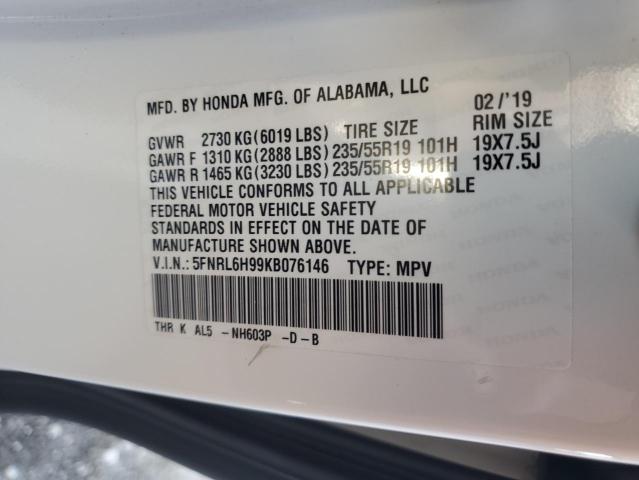 MFD. BY HONDA MFG. OF ALABAMA, LLC 02/'19
GVWR 2730 KG(6019 LBS) TIRE SIZE RIM SIZE
GAWR F 1310 KG(2888 LBS) 235/55R19 101H 19X7.5J
GAWR R 1465 KG(3230 LBS) 235/55R19 101H 19X7.5J
THIS VEHICLE CONFORMS TO ALL APPLICABLE
FEDERAL MOTOR VEHICLE SAFETY
STANDARDS IN EFFECT ON THE DATE OF
MANUFACTURE SHOWN ABOVE.
V.I.N.: 5FNRL6H99KB076146 TYPE: MPV
THR K AL5 -NH603P -D-B